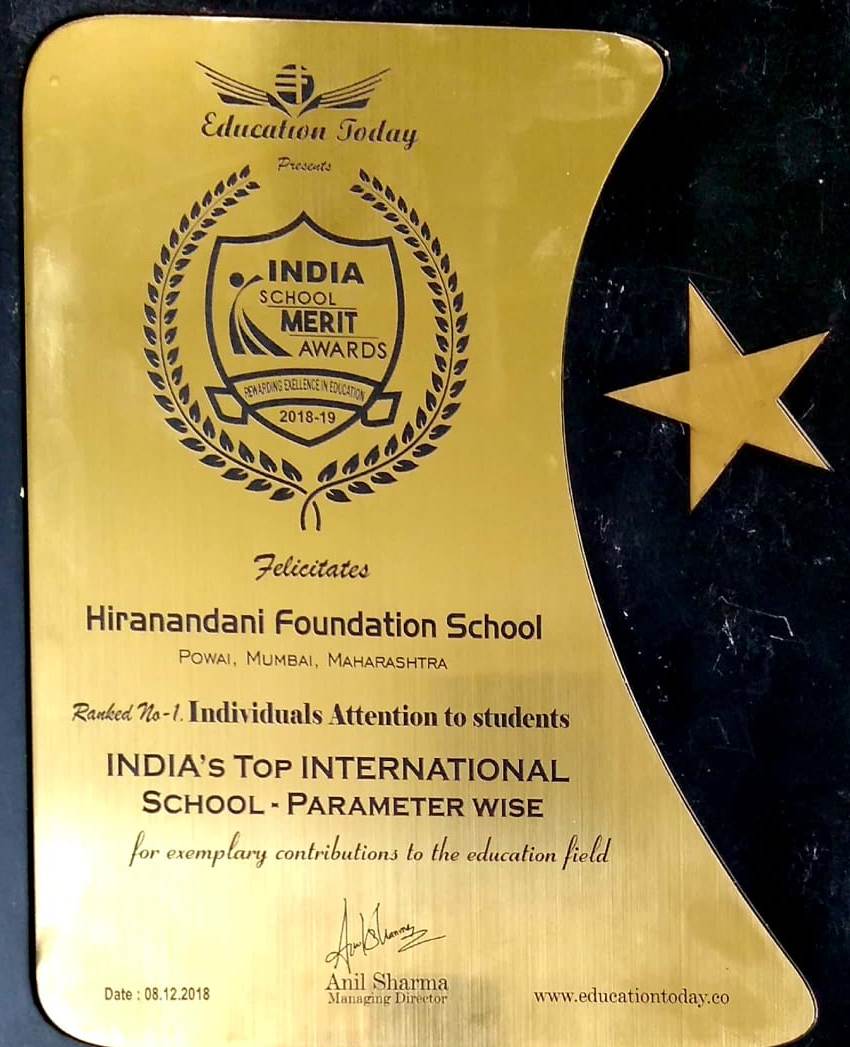 Education Today
Presents
INDIA
SCHOOL
MERIT
AWARDS
REWARDING EXELLENCE IN EDUCATION
2018-19
Felicitates
Hiranandani Foundation School
POWAI, MUMBAI, MAHARASHTRA
Ranked No-1. Individuals Attention to students
INDIA'S TOP INTERNATIONAL
SCHOOL - PARAMETER WISE
for exemplary contributions to the education field
Anil Sharma
Anil Sharma
Managing Director
Date : 08.12.2018
www.educationtoday.co